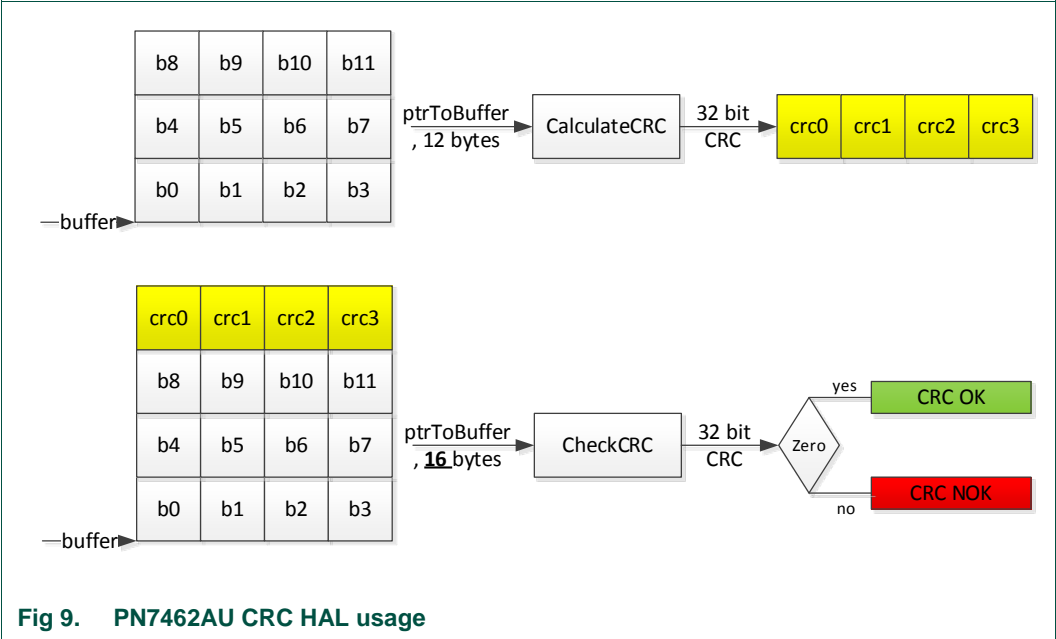 b8 b9 b10 b11
b4 b5 b6 b7
b0 b1 b2 b3
buffer
ptrToBuffer
, 12 bytes
CalculateCRC
32 bit
CRC
crc0 crc1 crc2 crc3
crc0 crc1 crc2 crc3
b8 b9 b10 b11
b4 b5 b6 b7
b0 b1 b2 b3
buffer
ptrToBuffer
, 16 bytes
CheckCRC
32 bit
CRC
Zero
yes
CRC OK
no
CRC NOK
Fig 9. PN7462AU CRC HAL usage